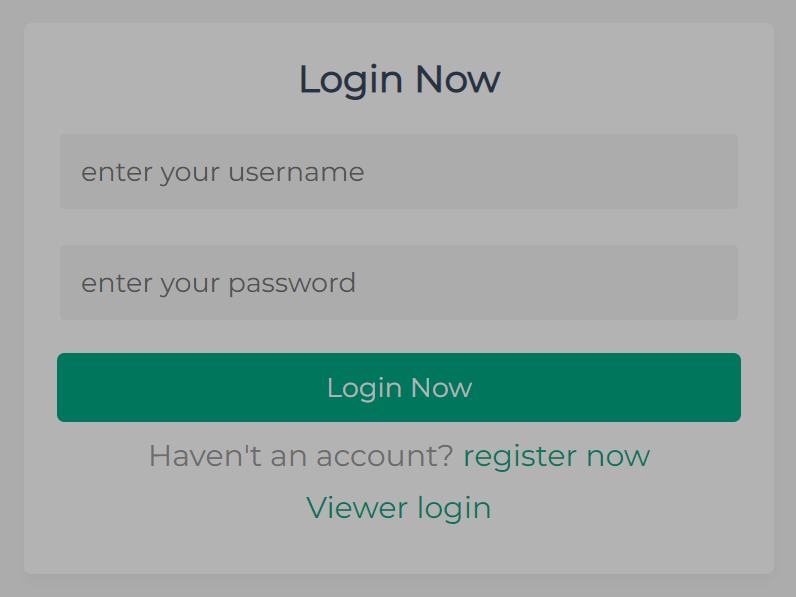 Login Now
enter your username
enter your password
Login Now
Haven't an account? register now
Viewer login